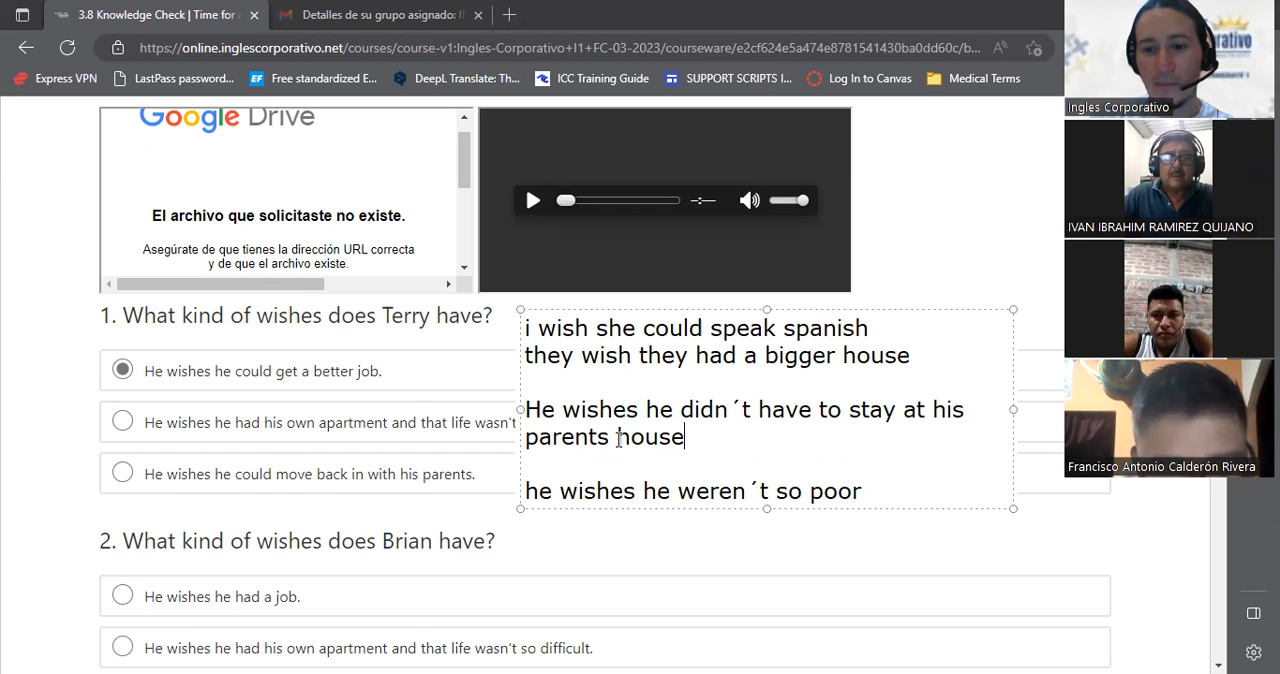 3.8 Knowledge Check | Time for
Detalles de su grupo asignado: I
https://online.inglescorporativo.net/courses/course-v1:Ingles-Corporativo+I1+FC-03-2023/courseware/e2cf624e5a474e8781541430ba0dd60c/b...
Express VPN
LastPass password...
Free standardized E...
DeepL Translate: Th...
ICC Training Guide
SUPPORT SCRIPTS I...
Log In to Canvas
Medical Terms
Google Drive
El archivo que solicitaste no existe.
Asegúrate de que tienes la dirección URL correcta
y de que el archivo existe.
1. What kind of wishes does Terry have?
He wishes he could get a better job.
He wishes he had his own apartment and that life wasn't
He wishes he could move back in with his parents.
i wish she could speak spanish
they wish they had a bigger house
He wishes he didn´t have to stay at his
parents house
he wishes he weren´t so poor
2. What kind of wishes does Brian have?
He wishes he had a job.
He wishes he had his own apartment and that life wasn't so difficult.
Ingles Corporativo
IVAN IBRAHIM RAMIREZ QUIJANO
Francisco Antonio Calderón Rivera